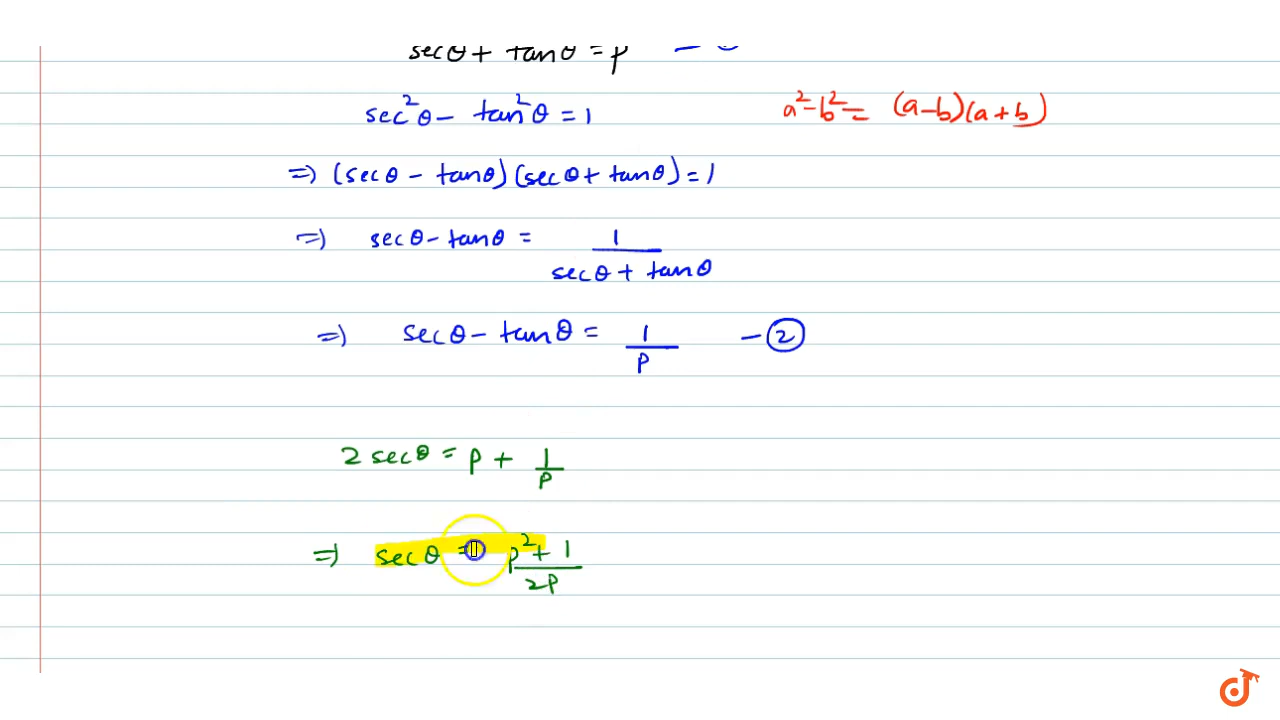 secθ + tanθ = p
sec²θ - tan²θ = 1
a² - b² = (a-b)(a+b)
⇒ (secθ - tanθ)(secθ + tanθ) = 1
⇒ secθ - tanθ = 1/(secθ + tanθ)
⇒ secθ - tanθ = 1/p - ②
2 secθ = p + 1/p
⇒ secθ = (p² + 1)/2p